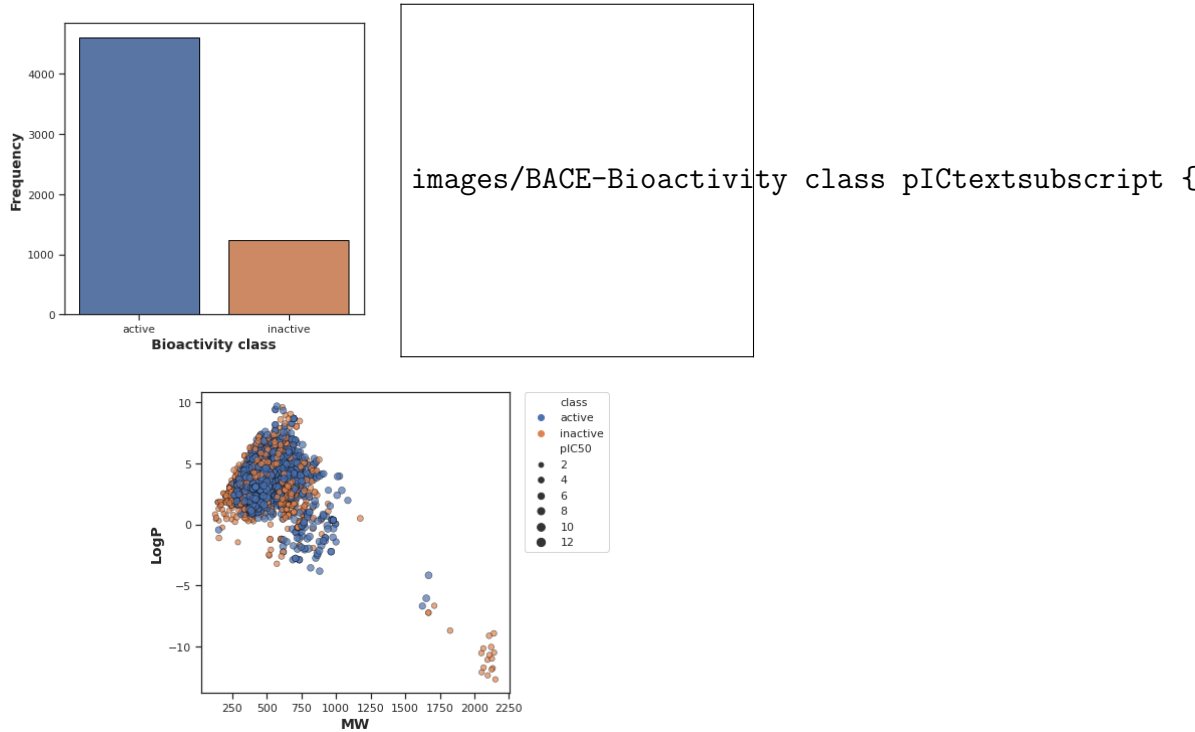 4000
3000
2000
1000
0
Frequency
active inactive
Bioactivity class
images/BACE-Bioactivity class pICtextsubscript {
10
5
0
−5
−10
LogP
250 500 750 1000 1250 1500 1750 2000 2250
MW
class
active
inactive
pIC50
2
4
6
8
10
12